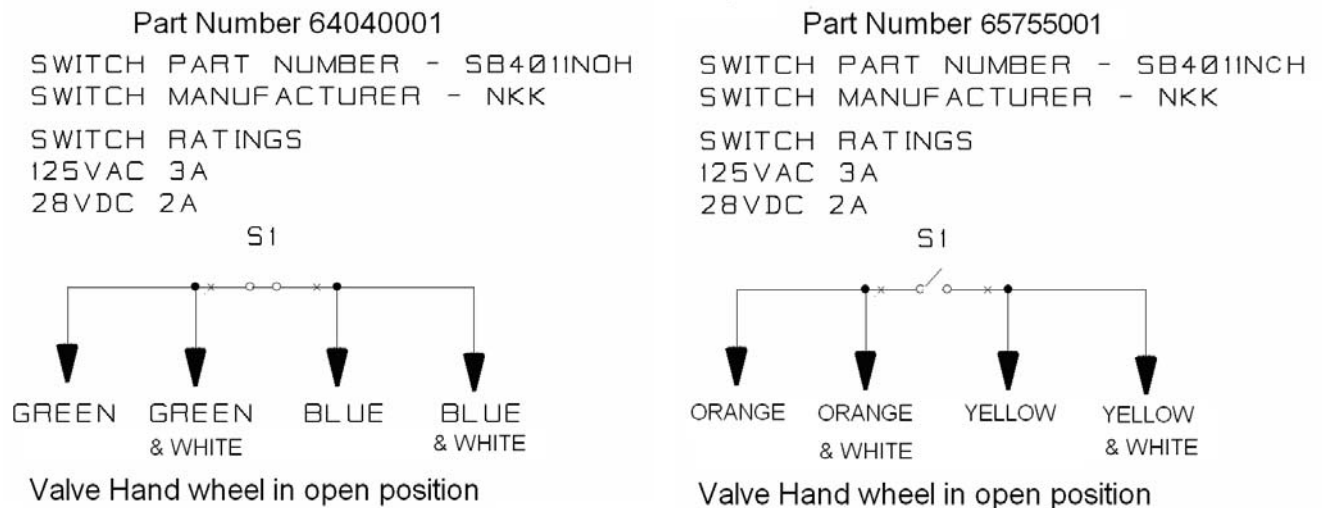 Part Number 64040001
SWITCH PART NUMBER - SB4011NOH
SWITCH MANUFACTURER - NKK
SWITCH RATINGS
125VAC 3A
28VDC 2A
S1
GREEN
GREEN
& WHITE
BLUE
BLUE
& WHITE
Valve Hand wheel in open position
Part Number 65755001
SWITCH PART NUMBER - SB4011NCH
SWITCH MANUFACTURER - NKK
SWITCH RATINGS
125VAC 3A
28VDC 2A
S1
ORANGE
ORANGE
& WHITE
YELLOW
YELLOW
& WHITE
Valve Hand wheel in open position